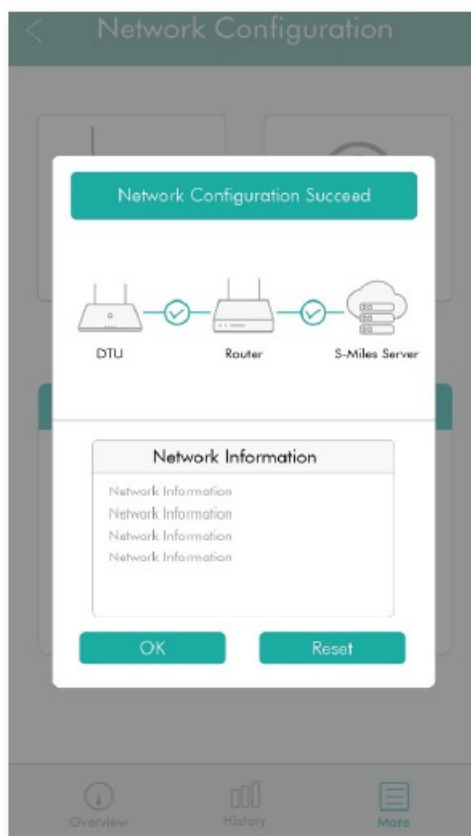 Network Configuration
Network Configuration Succeed
DTU
Router
S-Miles Server
Network Information
Network Information
Network Information
Network Information
Network Information
OK
Reset
Overview
History
More